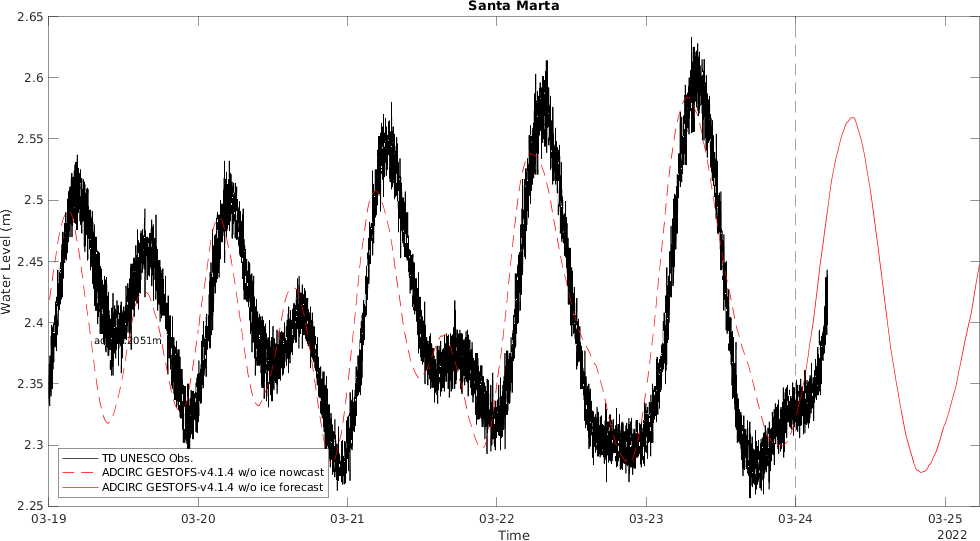 Santa Marta
2.65
2.6
2.55
2.5
2.45
2.4
2.35
2.3
2.25
Water Level (m)
2051m
TD UNESCO Obs.
ADCIRC GESTOFS-v4.1.4 w/o ice nowcast
ADCIRC GESTOFS-v4.1.4 w/o ice forecast
03-19 03-20 03-21 03-22 03-23 03-24 03-25
Time 2022